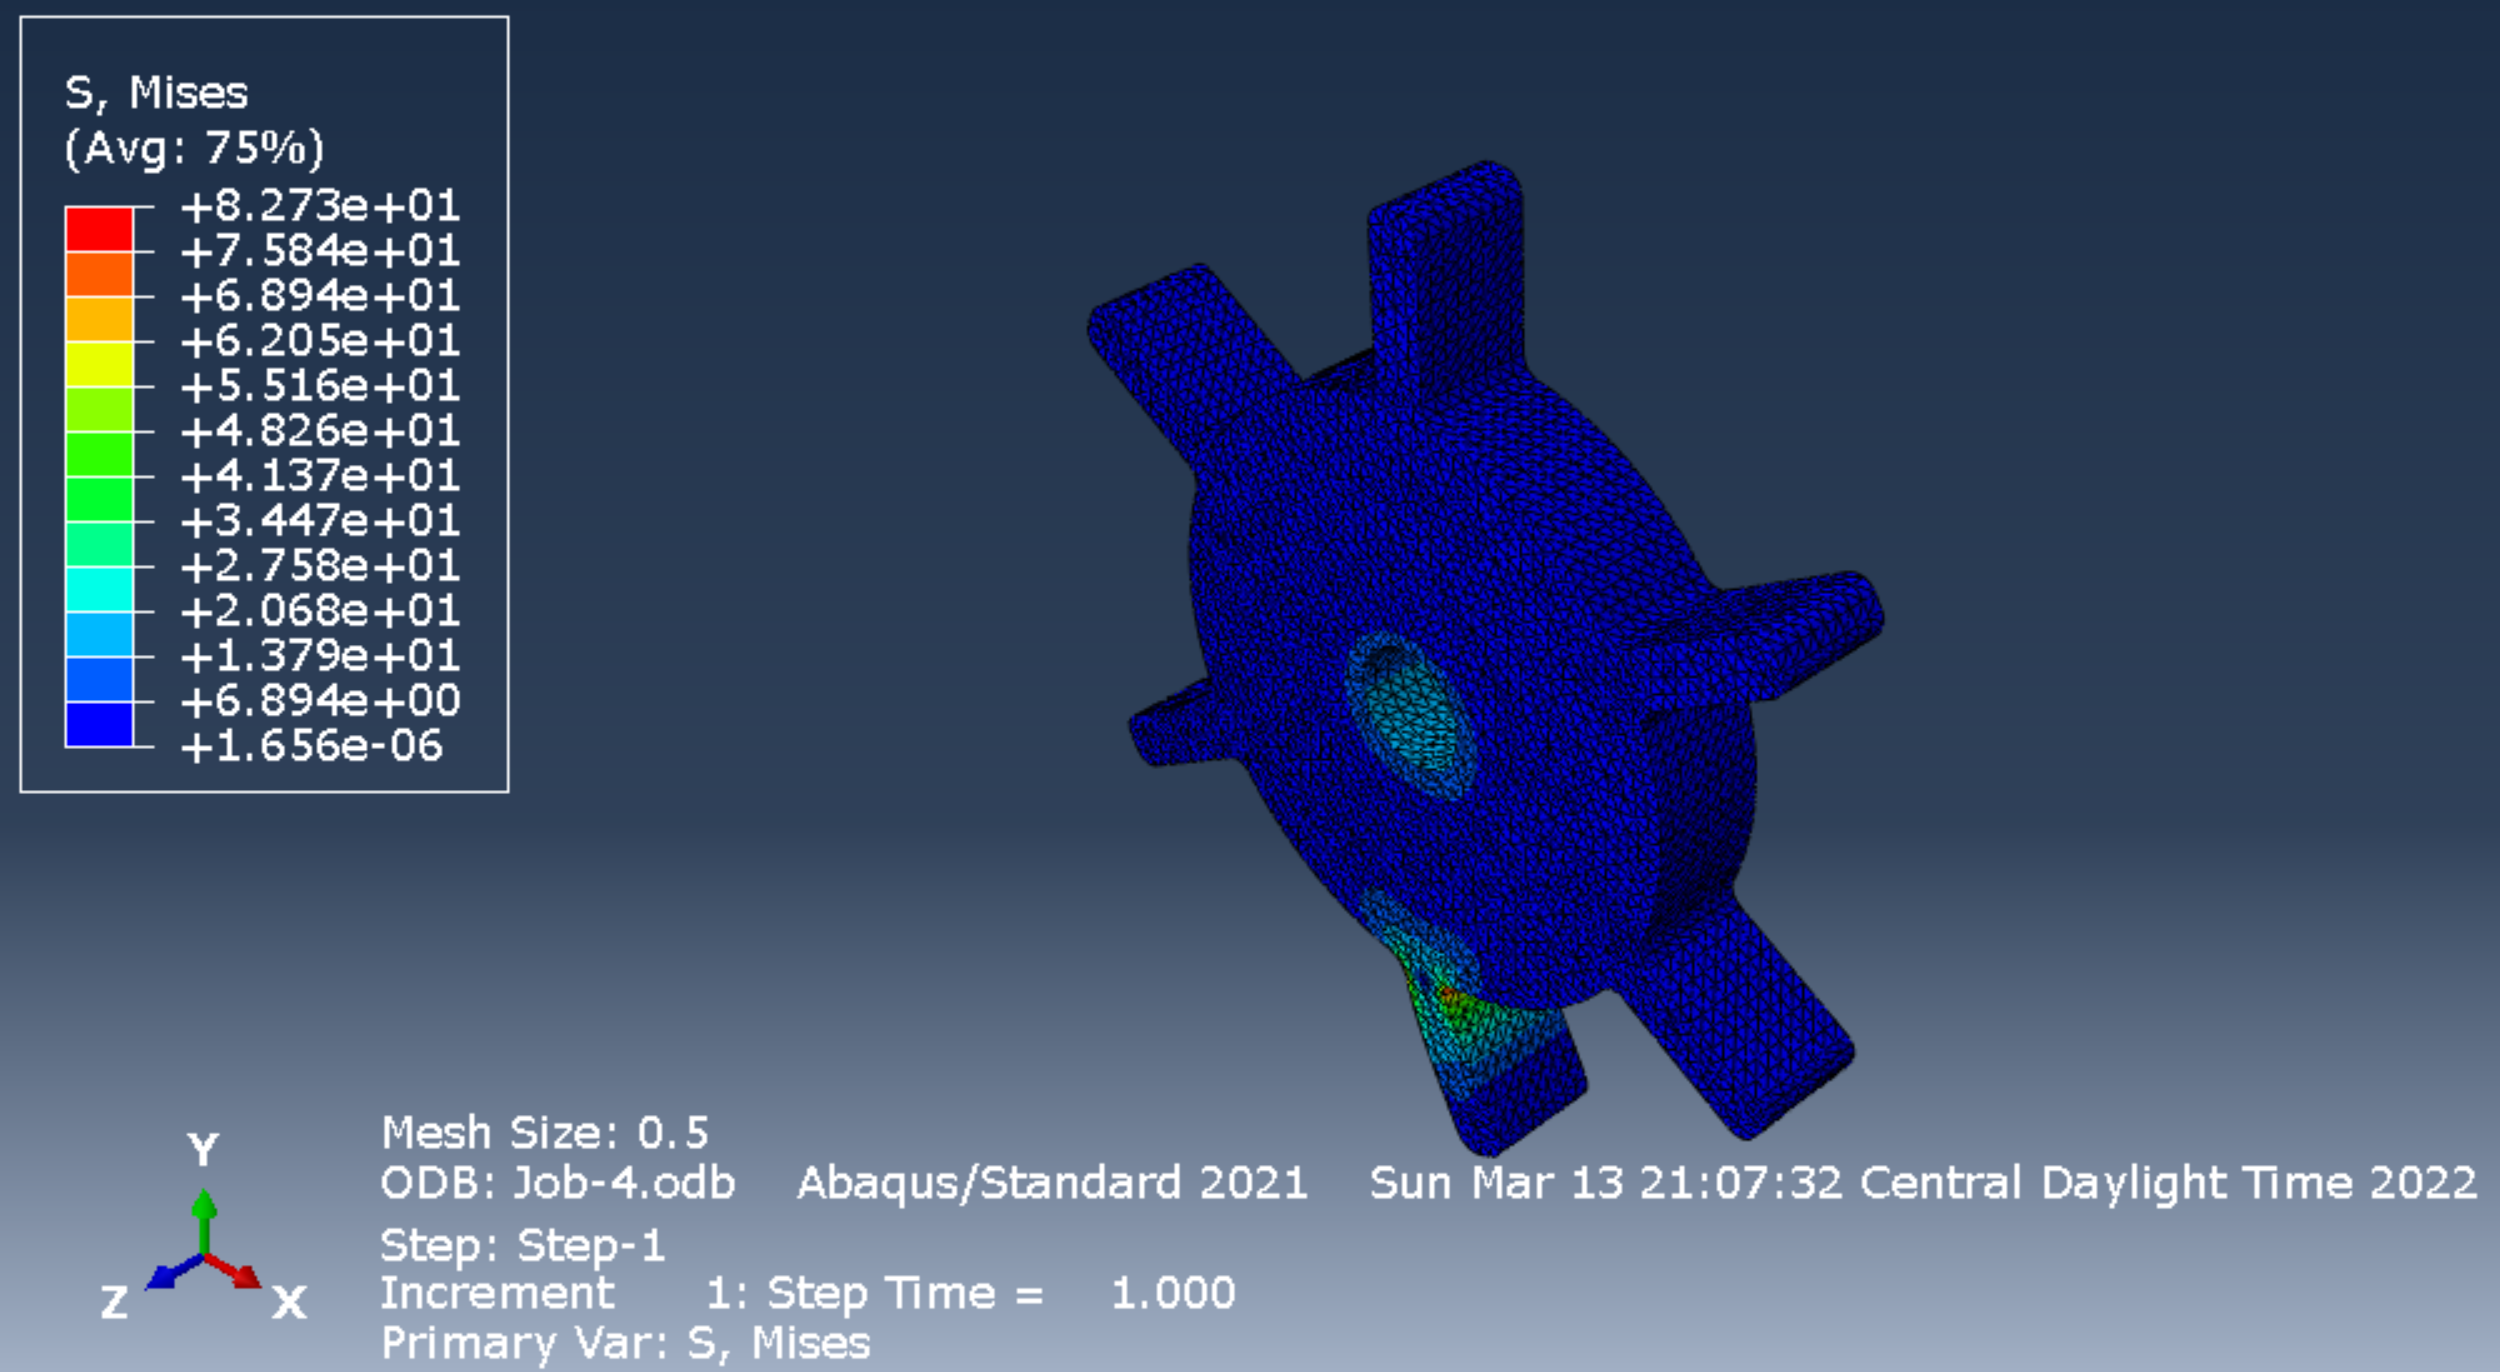 S, Mises
(Avg: 75%)
+8.273e+01
+7.584e+01
+6.894e+01
+6.205e+01
+5.516e+01
+4.826e+01
+4.137e+01
+3.447e+01
+2.758e+01
+2.068e+01
+1.379e+01
+6.894e+00
+1.656e-06
Y
Z
X
Mesh Size: 0.5
ODB: Job-4.odb Abaqus/Standard 2021 Sun Mar 13 21:07:32 Central Daylight Time 2022
Step: Step-1
Increment 1: Step Time = 1.000
Primary Var: S, Mises